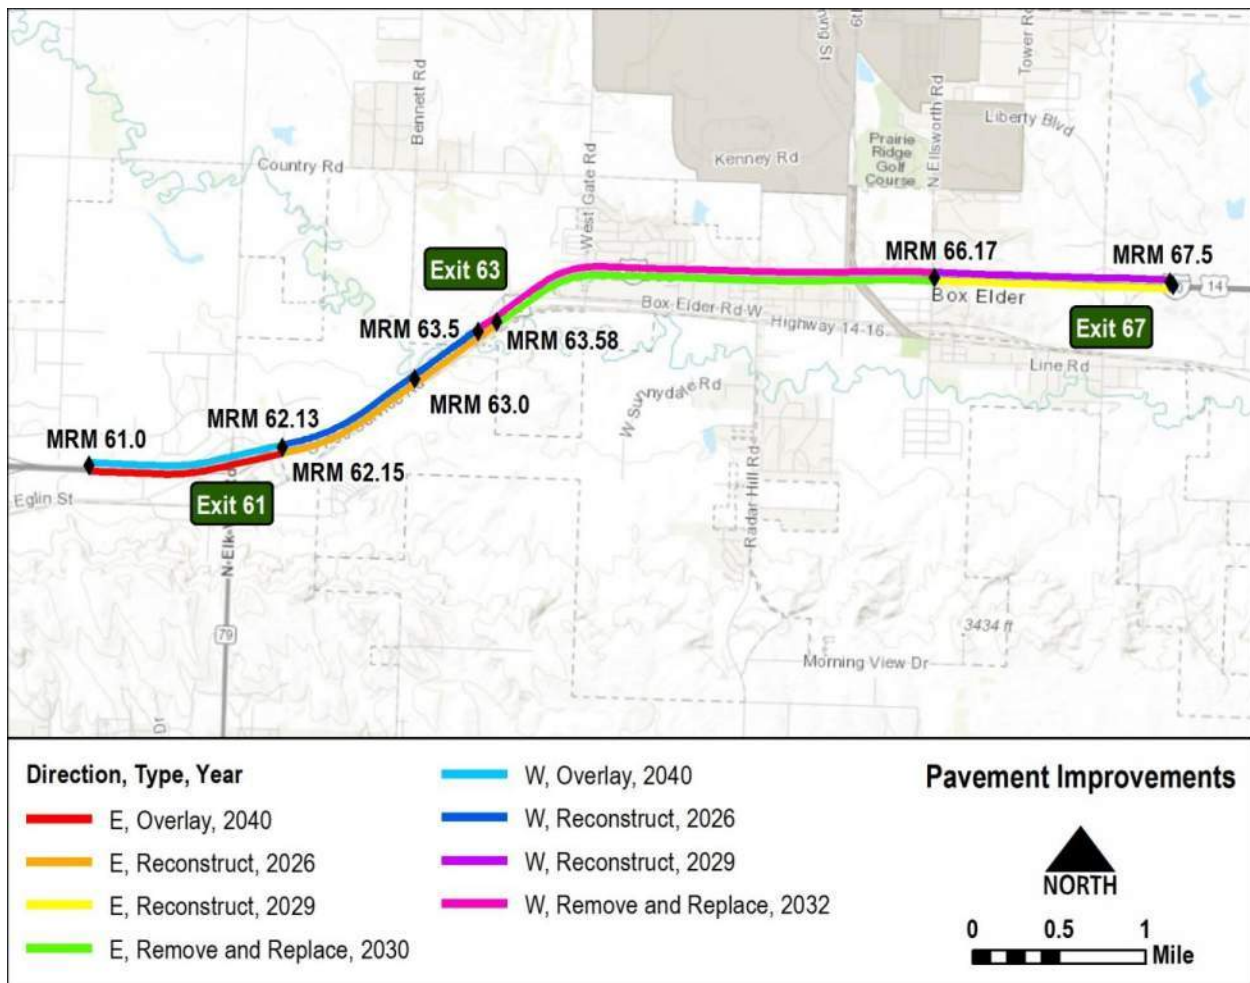 ning St
6th
Tower Rd
Bennett Rd
N Ellsworth Rd
Liberty Blvd
Prairie
Ridge
Golf
Course
Kenney Rd
Country Rd
West Gate Rd
MRM 66.17
MRM 67.5
Exit 63
14
Box Elder
Box Elder Rd W
Highway 14-16
MRM 63.5
MRM 63.58
Exit 67
Line Rd
MRM 63.0
W Sunnydale Rd
MRM 62.13
MRM 61.0
MRM 62.15
Radar Hill Rd
Eglin St
Exit 61
79
3434 ft
Morning View Dr
Dr
Direction, Type, Year
E, Overlay, 2040
E, Reconstruct, 2026
E, Reconstruct, 2029
E, Remove and Replace, 2030
W, Overlay, 2040
W, Reconstruct, 2026
W, Reconstruct, 2029
W, Remove and Replace, 2032
Pavement Improvements
NORTH
0 0.5 1
Mile